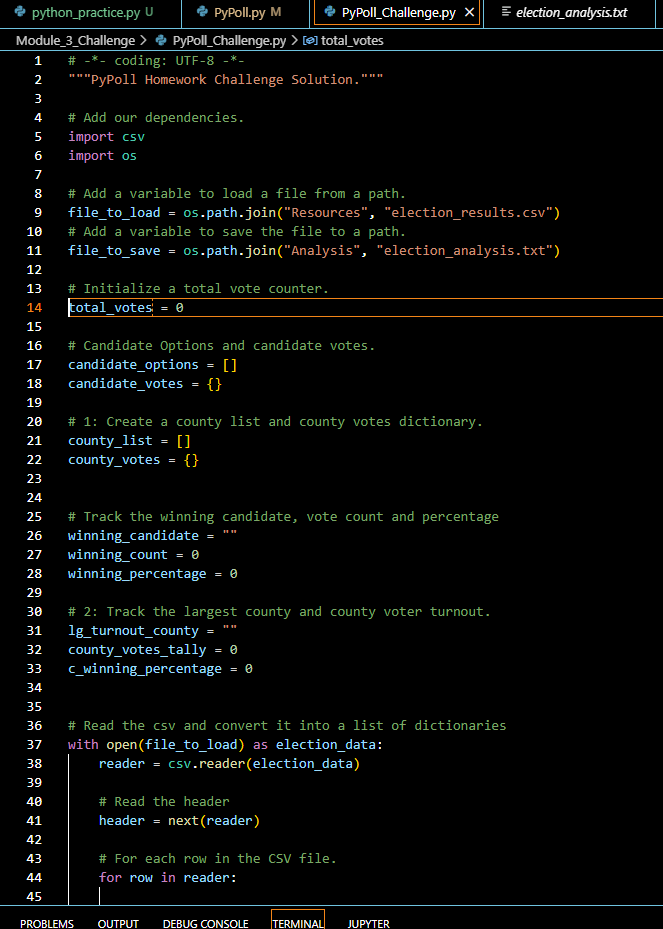 python_practice.py U PyPoll.py M PyPoll_Challenge.py × election_analysis.txt
Module_3_Challenge > PyPoll_Challenge.py > total_votes
1 # -*- coding: UTF-8 -*-
2 """PyPoll Homework Challenge Solution."""
3
4 # Add our dependencies.
5 import csv
6 import os
7
8 # Add a variable to load a file from a path.
9 file_to_load = os.path.join("Resources", "election_results.csv")
10 # Add a variable to save the file to a path.
11 file_to_save = os.path.join("Analysis", "election_analysis.txt")
12
13 # Initialize a total vote counter.
14 total_votes = 0
15
16 # Candidate Options and candidate votes.
17 candidate_options = []
18 candidate_votes = {}
19
20 # 1: Create a county list and county votes dictionary.
21 county_list = []
22 county_votes = {}
23
24
25 # Track the winning candidate, vote count and percentage
26 winning_candidate = ""
27 winning_count = 0
28 winning_percentage = 0
29
30 # 2: Track the largest county and county voter turnout.
31 lg_turnout_county = ""
32 county_votes_tally = 0
33 c_winning_percentage = 0
34
35
36 # Read the csv and convert it into a list of dictionaries
37 with open(file_to_load) as election_data:
38 reader = csv.reader(election_data)
39
40 # Read the header
41 header = next(reader)
42
43 # For each row in the CSV file.
44 for row in reader:
45
PROBLEMS OUTPUT DEBUG CONSOLE TERMINAL JUPYTER